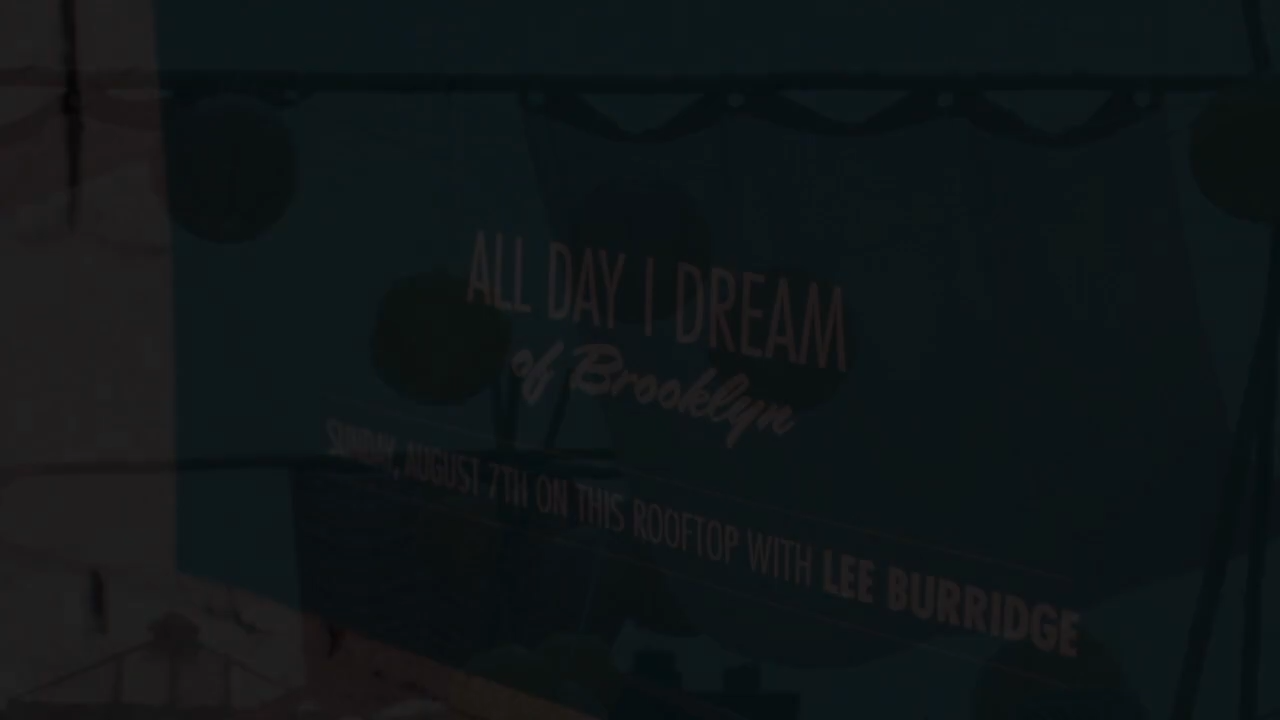 ALL DAY I DREAM
of Brooklyn
SUNDAY, AUGUST 7TH ON THIS ROOFTOP WITH LEE BURRIDGE